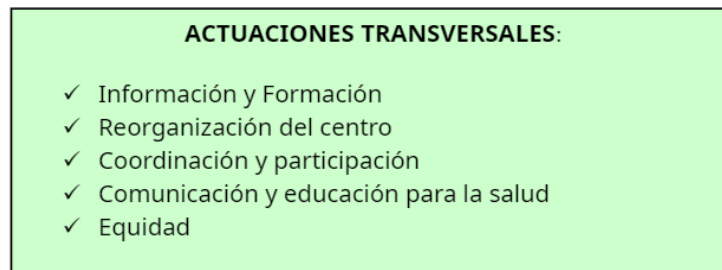 ACTUACIONES TRANSVERSALES:
✓ Información y Formación
✓ Reorganización del centro
✓ Coordinación y participación
✓ Comunicación y educación para la salud
✓ Equidad